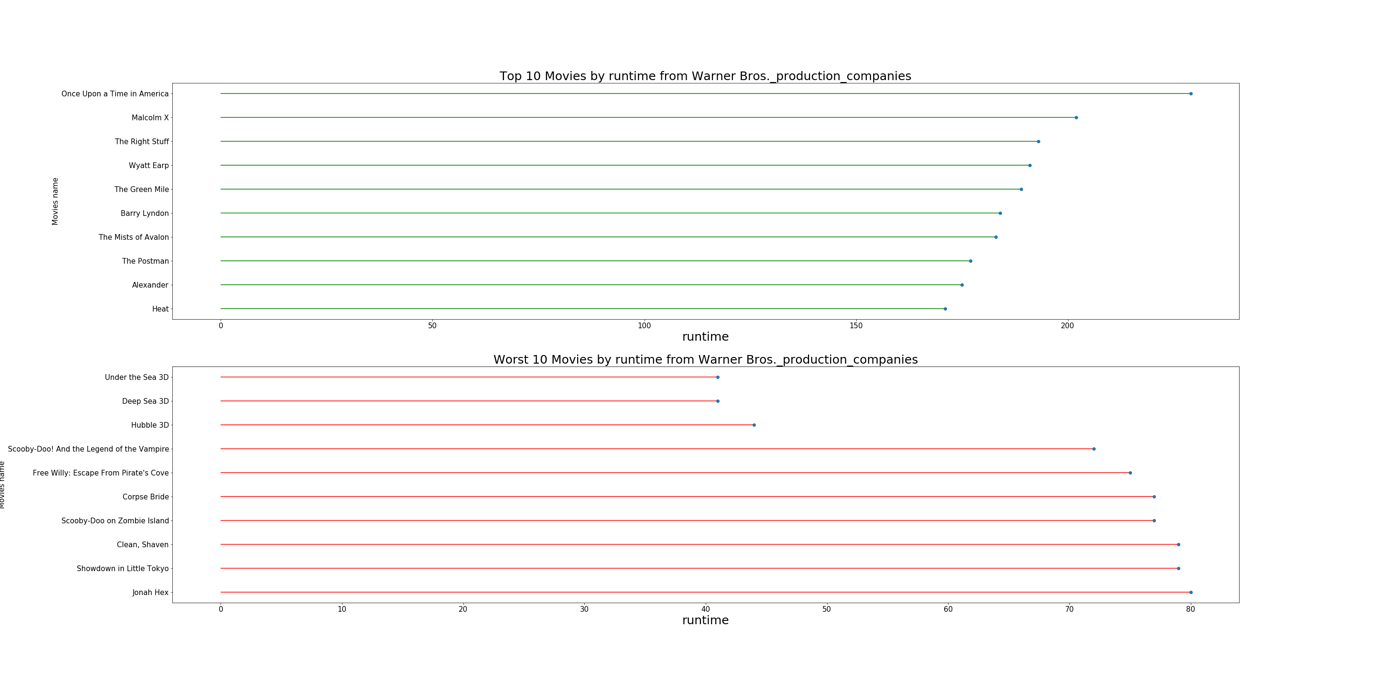 Top 10 Movies by runtime from Warner Bros._production_companies
Movies name
Once Upon a Time in America
Malcolm X
The Right Stuff
Wyatt Earp
The Green Mile
Barry Lyndon
The Mists of Avalon
The Postman
Alexander
Heat
0 50 100 150 200
runtime
Worst 10 Movies by runtime from Warner Bros._production_companies
Movies name
Under the Sea 3D
Deep Sea 3D
Hubble 3D
Scooby-Doo! And the Legend of the Vampire
Free Willy: Escape From Pirate's Cove
Corpse Bride
Scooby-Doo on Zombie Island
Clean, Shaven
Showdown in Little Tokyo
Jonah Hex
0 10 20 30 40 50 60 70 80
runtime